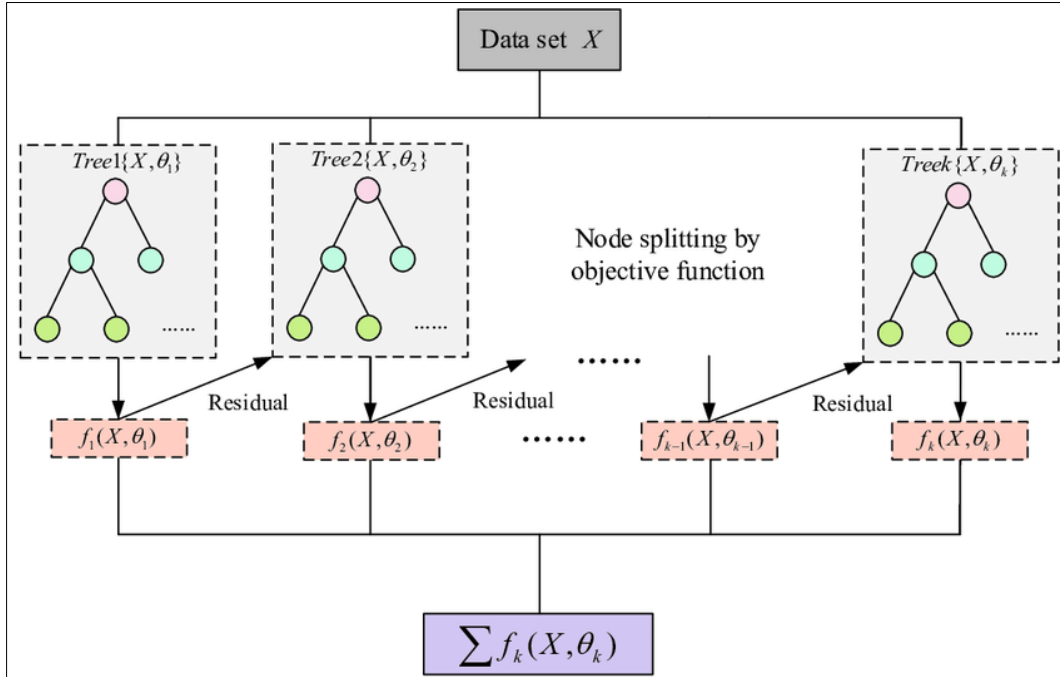 Data set X
Tree1{X,θ₁}
Tree2{X,θ₂}
Treek{X,θₖ}
Node splitting by
objective function
......
......
......
......
Residual
Residual
Residual
f₁(X,θ₁)
f₂(X,θ₂)
......
fₖ₋₁(X,θₖ₋₁)
fₖ(X,θₖ)
∑ fₖ(X,θₖ)